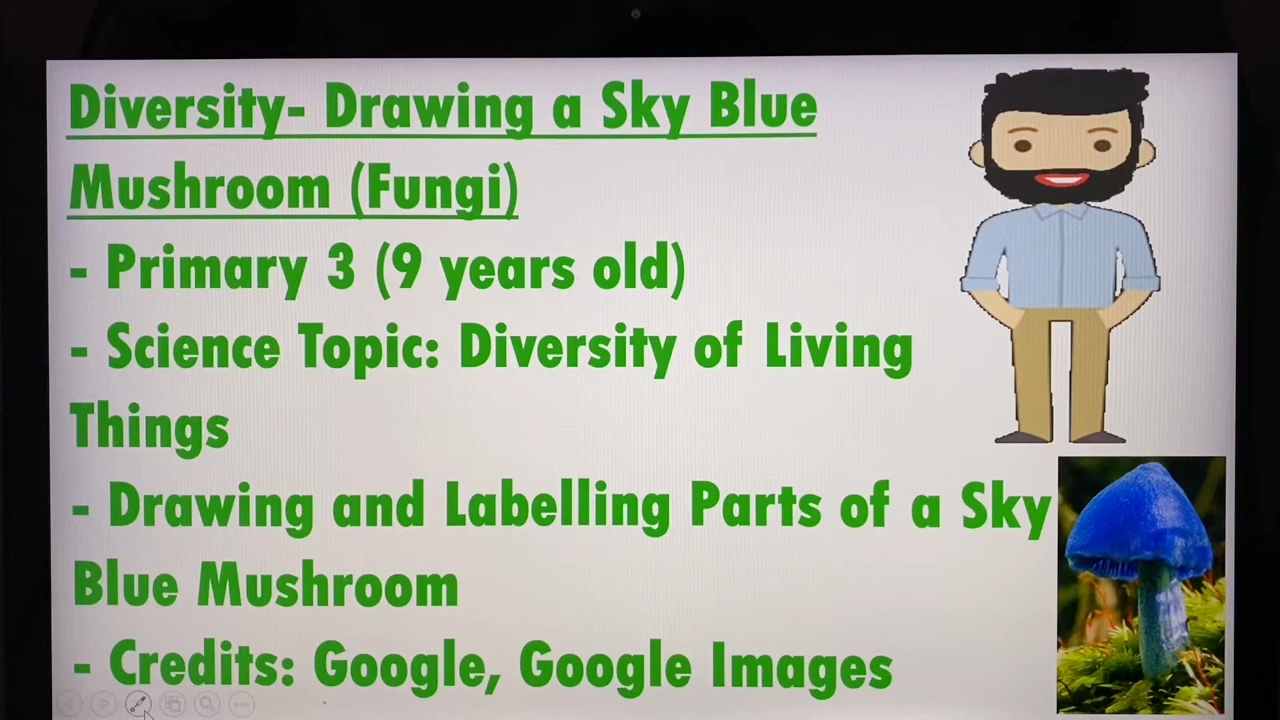 Diversity- Drawing a Sky Blue
Mushroom (Fungi)
- Primary 3 (9 years old)
- Science Topic: Diversity of Living
Things
- Drawing and Labelling Parts of a Sky
Blue Mushroom
- Credits: Google, Google Images